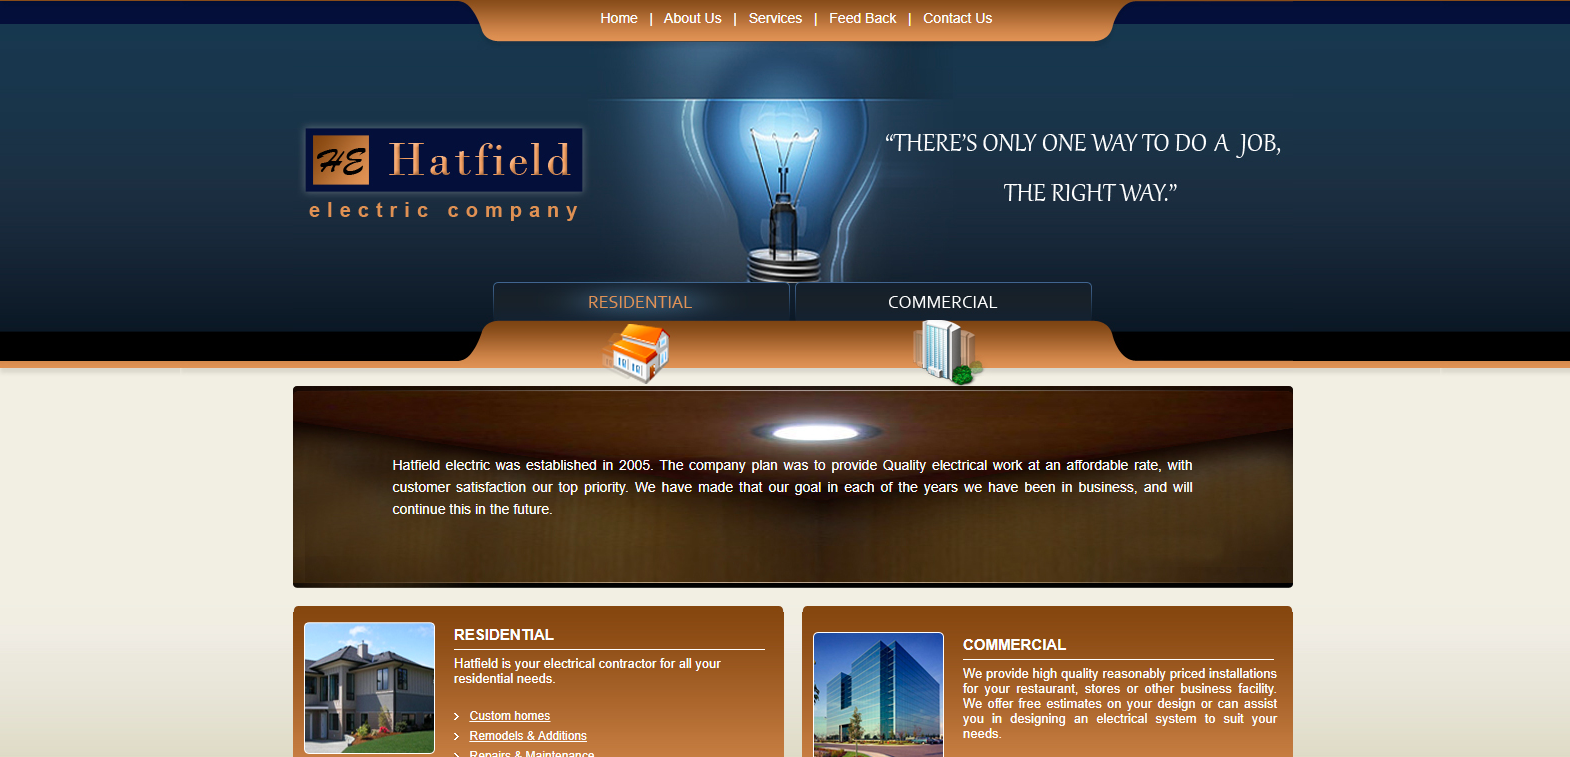 Home | About Us | Services | Feed Back | Contact Us
HE Hatfield
electric company
“THERE'S ONLY ONE WAY TO DO A JOB,
THE RIGHT WAY.”
RESIDENTIAL COMMERCIAL
Hatfield electric was established in 2005. The company plan was to provide Quality electrical work at an affordable rate, with
customer satisfaction our top priority. We have made that our goal in each of the years we have been in business, and will
continue this in the future.
RESIDENTIAL
Hatfield is your electrical contractor for all your
residential needs.
Custom homes
Remodels & Additions
Repairs & Maintenance
COMMERCIAL
We provide high quality reasonably priced installations
for your restaurant, stores or other business facility.
We offer free estimates on your design or can assist
you in designing an electrical system to suit your
needs.